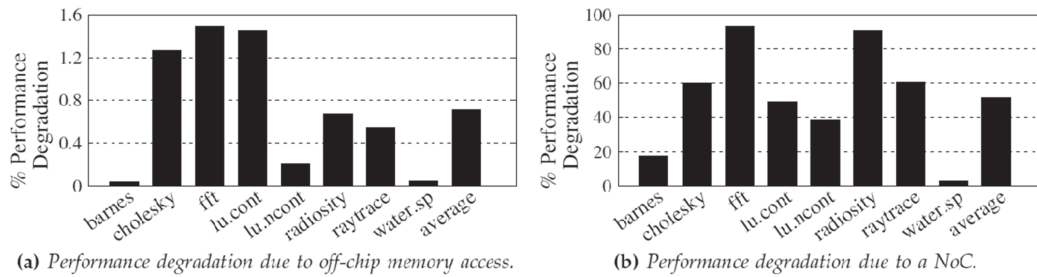 % Performance
Degradation
1.6
1.2
0.8
0.4
0
barnes
cholesky
fft
lu.cont
lu.ncont
radiosity
raytrace
water.sp
average
(a) Performance degradation due to off-chip memory access.
% Performance
Degradation
100
80
60
40
20
0
barnes
cholesky
fft
lu.cont
lu.ncont
radiosity
raytrace
water.sp
average
(b) Performance degradation due to a NoC.